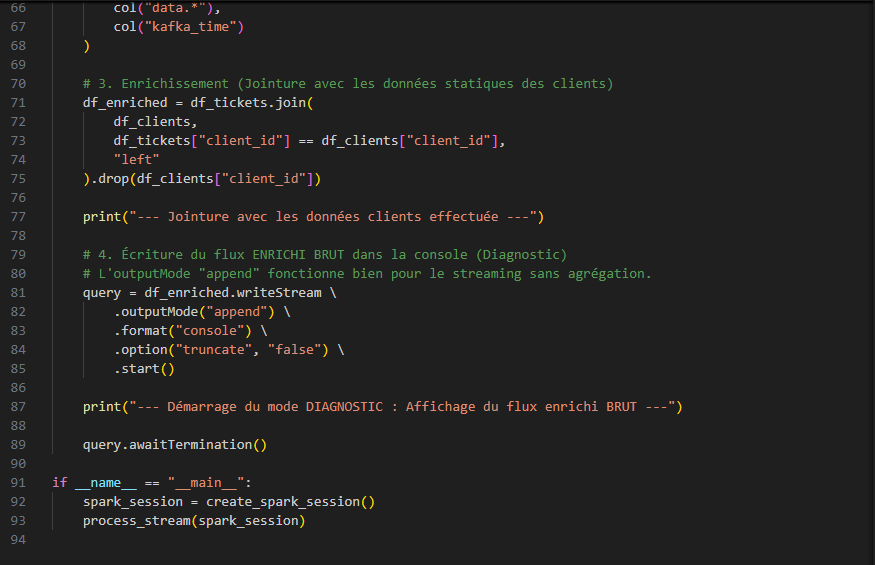 66 col("data.*"),
67 col("kafka_time")
68 )
69
70 # 3. Enrichissement (Jointure avec les données statiques des clients)
71 df_enriched = df_tickets.join(
72 df_clients,
73 df_tickets["client_id"] == df_clients["client_id"],
74 "left"
75 ).drop(df_clients["client_id"])
76
77 print("--- Jointure avec les données clients effectuée ---")
78
79 # 4. Écriture du flux ENRICHI BRUT dans la console (Diagnostic)
80 # L'outputMode "append" fonctionne bien pour le streaming sans agrégation.
81 query = df_enriched.writeStream \
82 .outputMode("append") \
83 .format("console") \
84 .option("truncate", "false") \
85 .start()
86
87 print("--- Démarrage du mode DIAGNOSTIC : Affichage du flux enrichi BRUT ---")
88
89 query.awaitTermination()
90
91 if __name__ == "__main__":
92 spark_session = create_spark_session()
93 process_stream(spark_session)
94